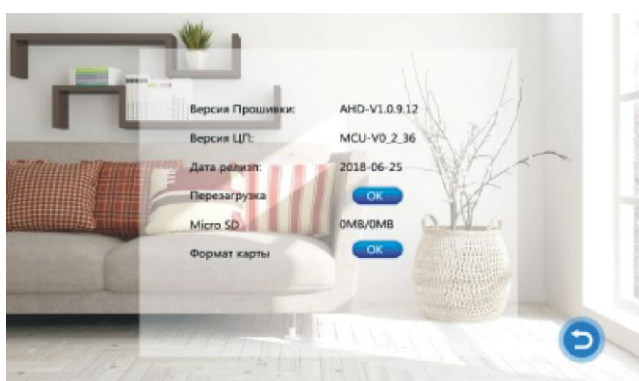 Версия Прошивки: AHD-V1.0.9.12
Версия ЦП: MCU-V0_2_36
Дата релизп: 2018-06-25
Перезагрузка OK
Micro SD 0MB/0MB
Формат карты OK